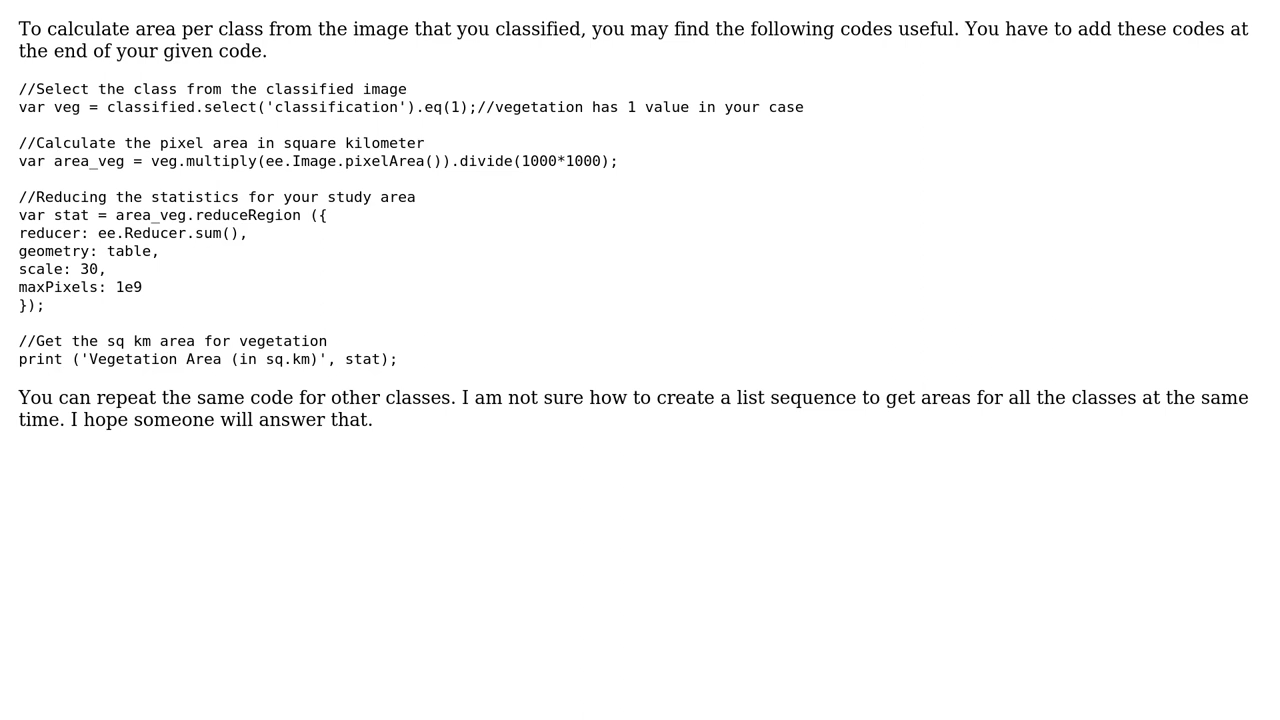 To calculate area per class from the image that you classified, you may find the following codes useful. You have to add these codes at
the end of your given code.
//Select the class from the classified image
var veg = classified.select('classification').eq(1);//vegetation has 1 value in your case
//Calculate the pixel area in square kilometer
var area_veg = veg.multiply(ee.Image.pixelArea()).divide(1000*1000);
//Reducing the statistics for your study area
var stat = area_veg.reduceRegion ({
reducer: ee.Reducer.sum(),
geometry: table,
scale: 30,
maxPixels: 1e9
});
//Get the sq km area for vegetation
print ('Vegetation Area (in sq.km)', stat);
You can repeat the same code for other classes. I am not sure how to create a list sequence to get areas for all the classes at the same
time. I hope someone will answer that.